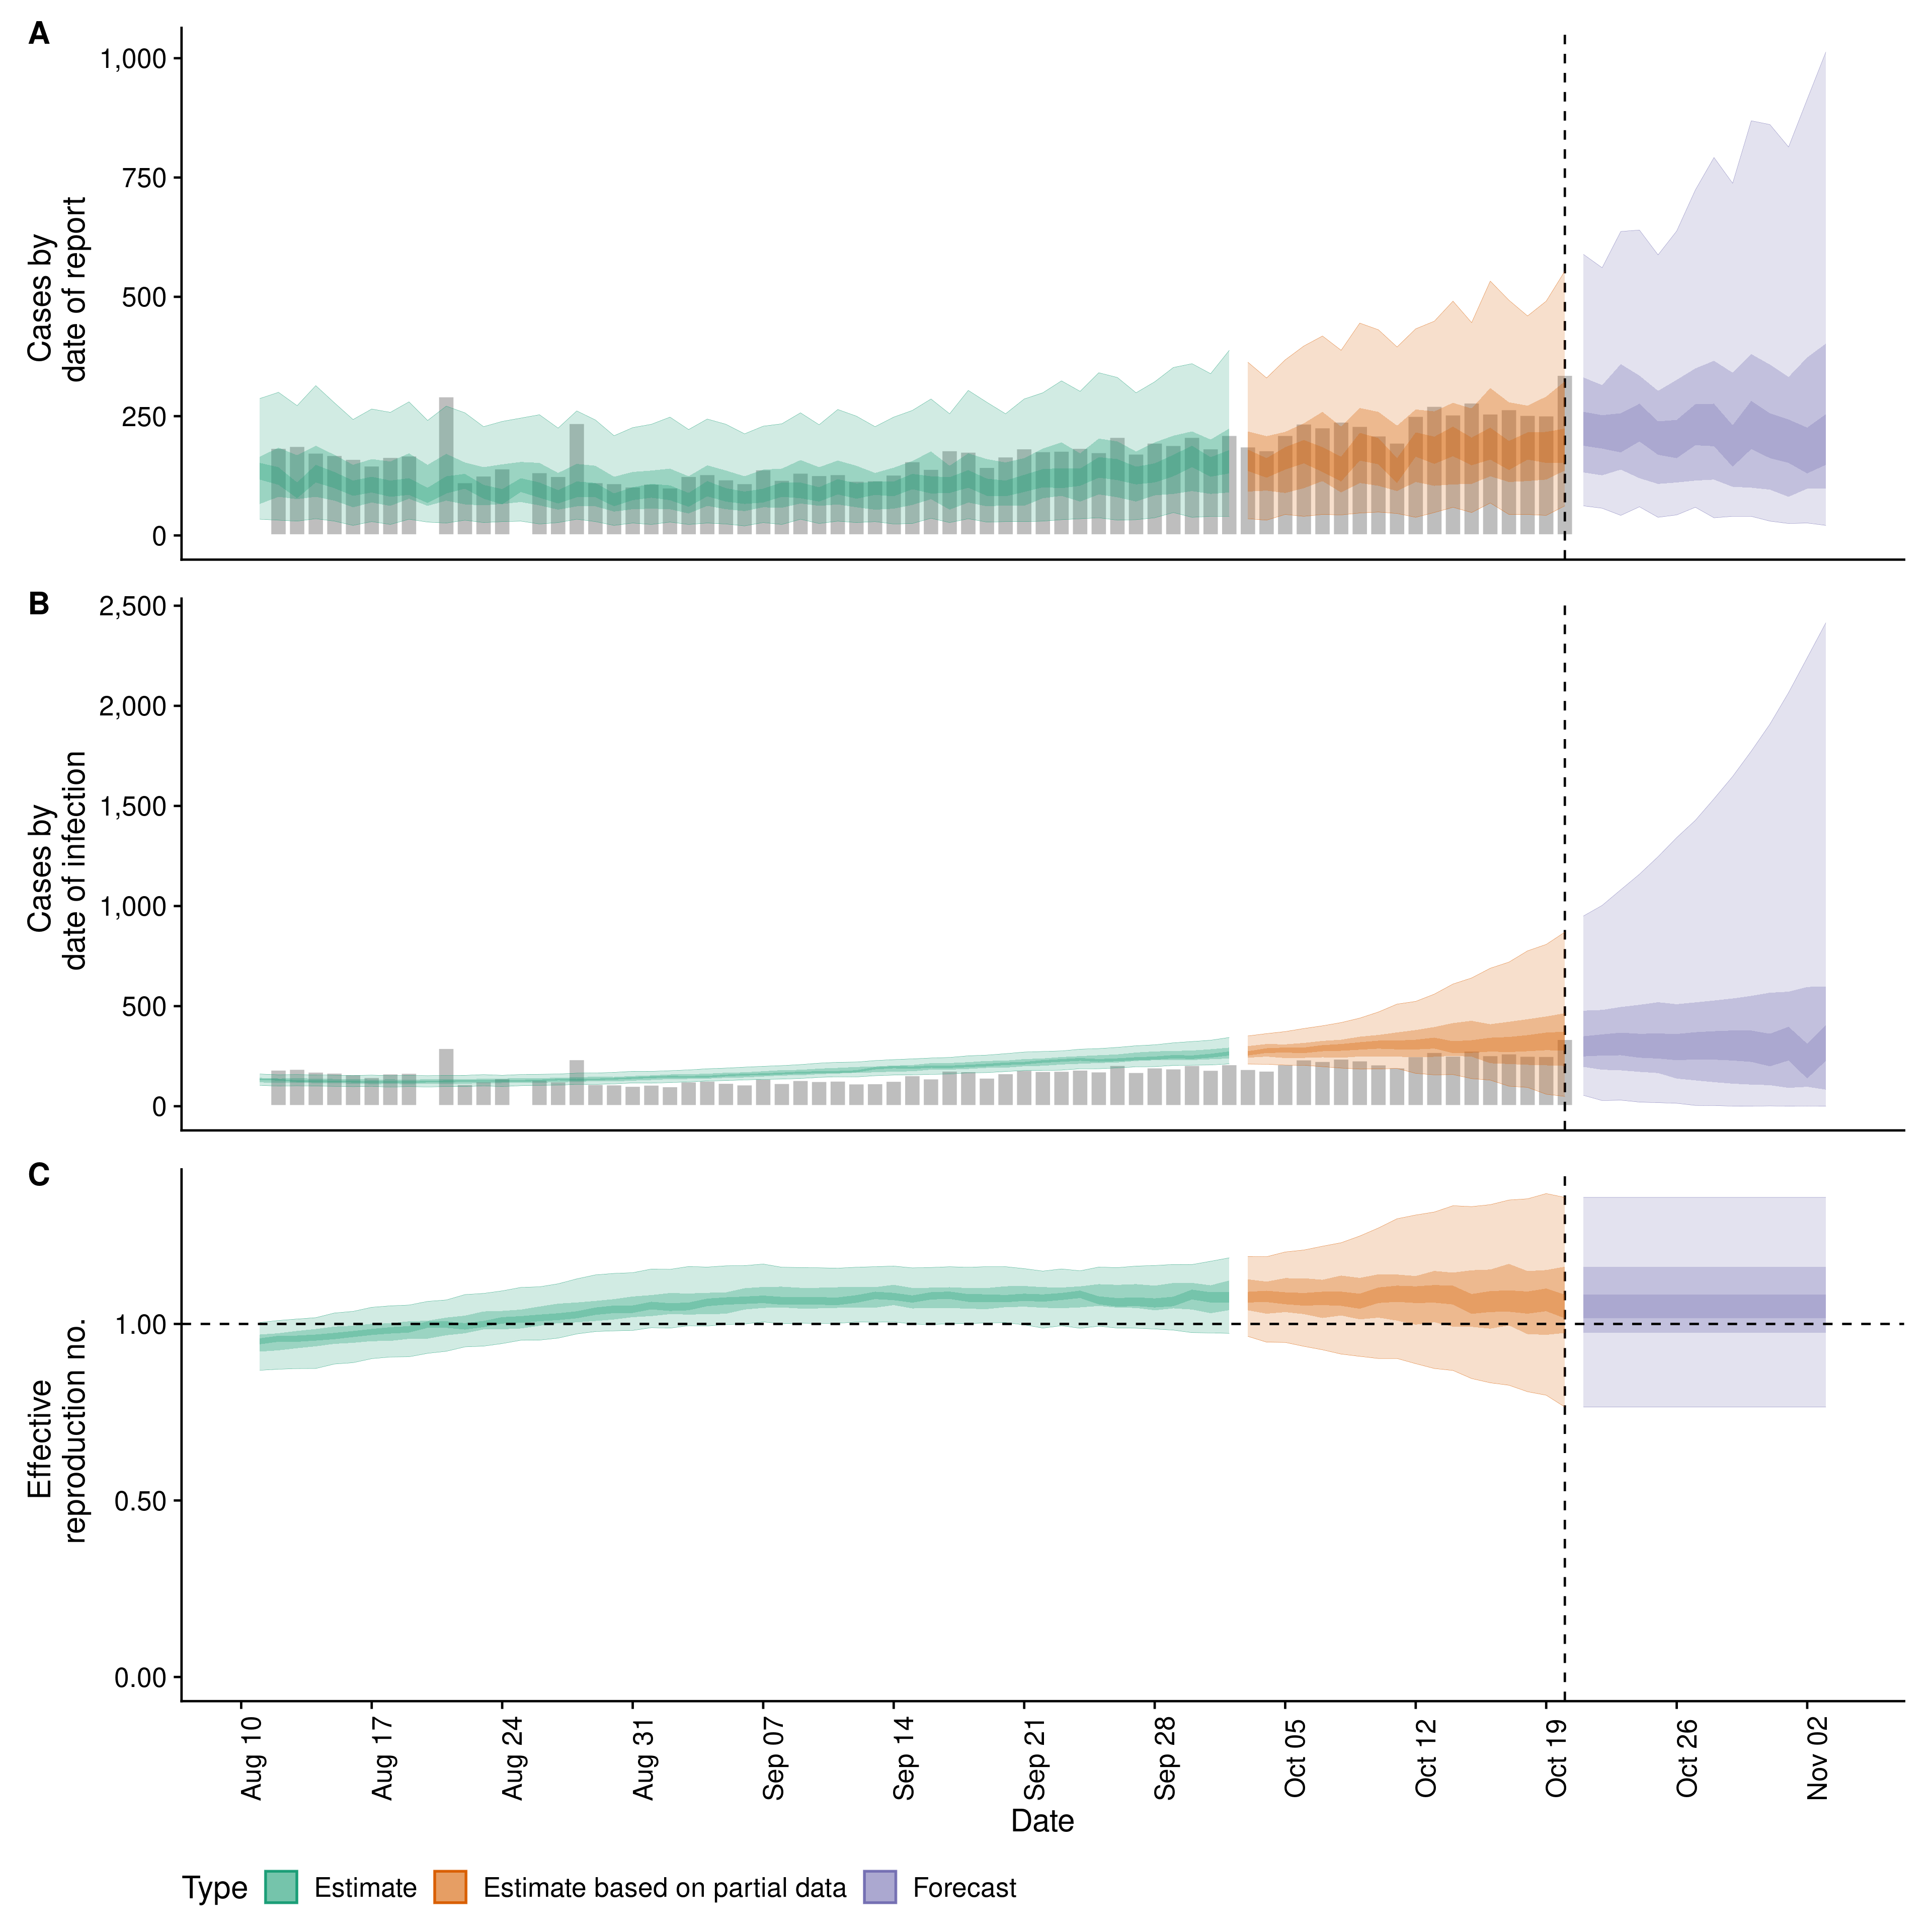 A
Cases by
date of report
1,000
750
500
250
0
B
Cases by
date of infection
2,500
2,000
1,500
1,000
500
0
C
Effective
reproduction no.
1.00
0.50
0.00
Aug 10
Aug 17
Aug 24
Aug 31
Sep 07
Sep 14
Sep 21
Sep 28
Oct 05
Oct 12
Oct 19
Oct 26
Nov 02
Date
Type Estimate Estimate based on partial data Forecast